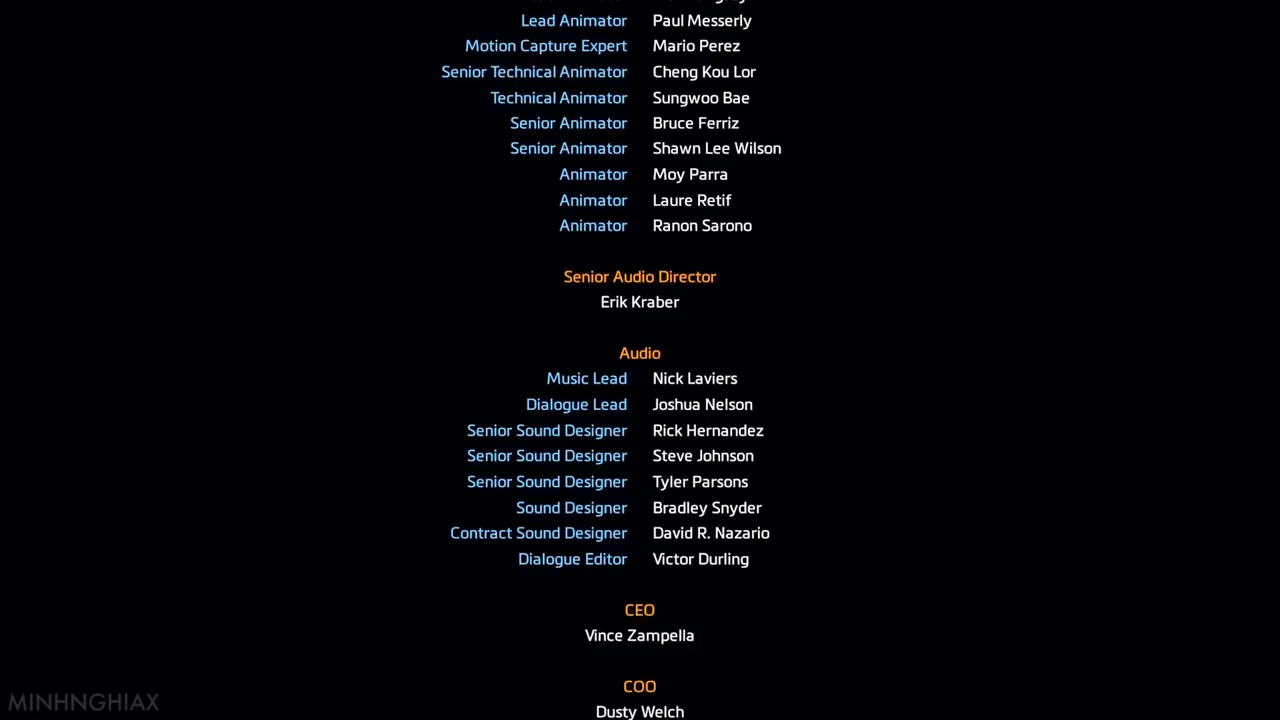 Lead Animator Paul Messerly
Motion Capture Expert Mario Perez
Senior Technical Animator Cheng Kou Lor
Technical Animator Sungwoo Bae
Senior Animator Bruce Ferriz
Senior Animator Shawn Lee Wilson
Animator Moy Parra
Animator Laure Retif
Animator Ranon Sarono
Senior Audio Director
Erik Kraber
Audio
Music Lead Nick Laviers
Dialogue Lead Joshua Nelson
Senior Sound Designer Rick Hernandez
Senior Sound Designer Steve Johnson
Senior Sound Designer Tyler Parsons
Sound Designer Bradley Snyder
Contract Sound Designer David R. Nazario
Dialogue Editor Victor Durling
CEO
Vince Zampella
COO
Dusty Welch
MINHNGHIAX